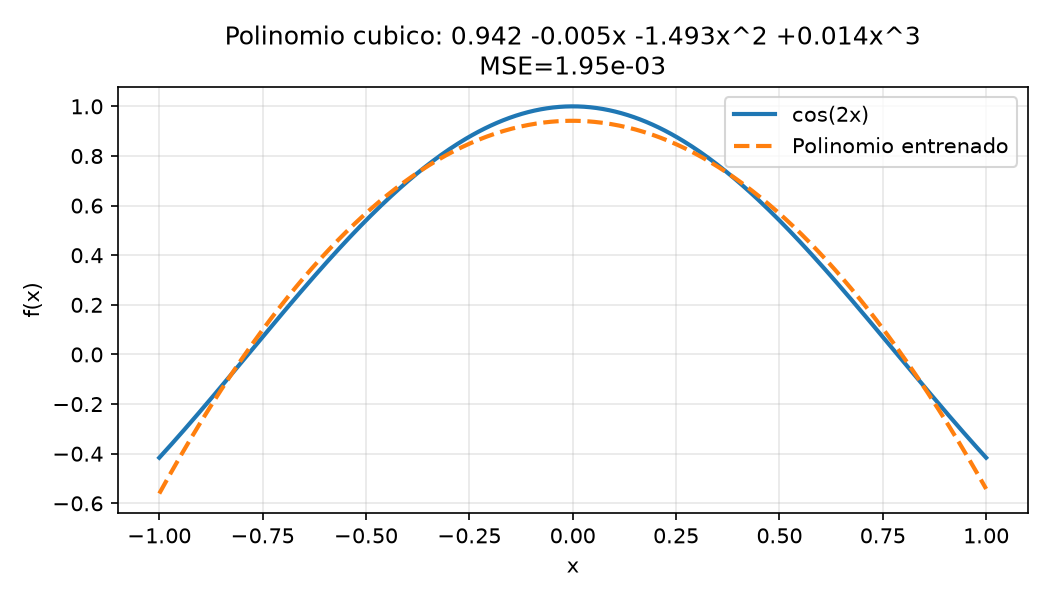 Polinomio cubico: 0.942 -0.005x -1.493x^2 +0.014x^3
MSE=1.95e-03
cos(2x)
Polinomio entrenado
f(x)
1.0
0.8
0.6
0.4
0.2
0.0
−0.2
−0.4
−0.6
−1.00 −0.75 −0.50 −0.25 0.00 0.25 0.50 0.75 1.00
x